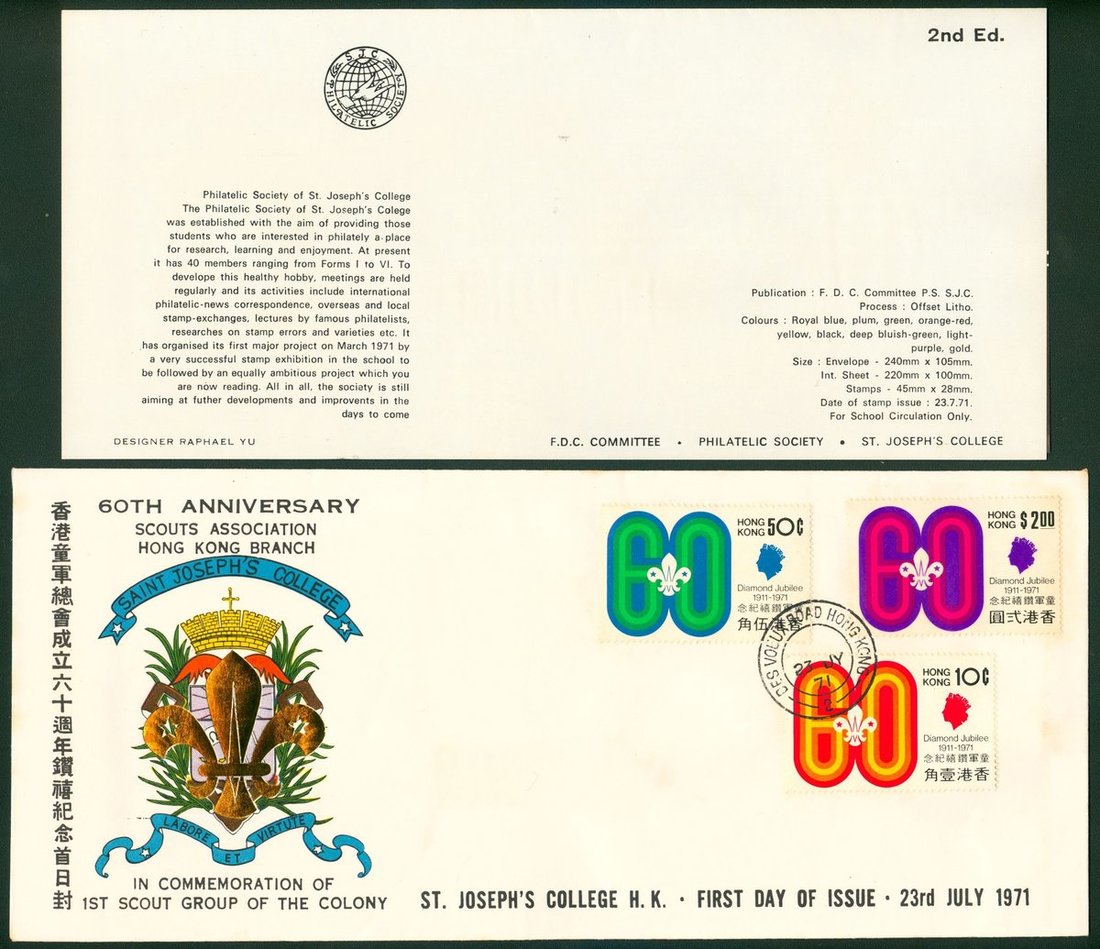 2nd Ed.
SJC
PHILATELIC SOCIETY
Philatelic Society of St. Joseph's College
The Philatelic Society of St. Joseph's Colege
was established with the aim of providing those
students who are interested in philately a place
for research, learning and enjoyment. At present
it has 40 members ranging from Forms I to VI. To
develope this healthy hobby, meetings are held
regularly and its activities include international
philatelic-news correspondence, overseas and local
stamp-exchanges, lectures by famous philatelists,
researches on stamp errors and varieties etc. It
has organised its first major project on March 1971 by
a very successful stamp exhibition in the school to
be followed by an equally ambitious project which you
are now reading. All in all, the society is still
aiming at futher developments and improvents in the
days to come
Publication : F. D. C. Committee P.S. S.J.C.
Process : Offset Litho.
Colours : Royal blue, plum, green, orange-red,
yellow, black, deep bluish-green, light-
purple, gold.
Size : Envelope - 240mm x 105mm.
Int. Sheet - 220mm x 100mm.
Stamps - 45mm x 28mm.
Date of stamp issue : 23.7.71.
For School Circulation Only.
DESIGNER RAPHAEL YU
F.D.C. COMMITTEE • PHILATELIC SOCIETY • ST. JOSEPH'S COLLEGE
香港童軍總會成立六十週年鑽禧紀念首日封
60TH ANNIVERSARY
SCOUTS ASSOCIATION
HONG KONG BRANCH
SAINT JOSEPH'S COLLEGE
LABORE ET VIRTUTE
IN COMMEMORATION OF
1ST SCOUT GROUP OF THE COLONY
60
HONG KONG 50¢
Diamond Jubilee
1911-1971
念紀禧鑽軍童
角伍港香
60
HONG KONG $2.00
Diamond Jubilee
1911-1971
念紀禧鑽軍童
圓弍港香
DES VOEUX ROAD HONG KONG
23 JY
71
2
60
HONG KONG 10¢
Diamond Jubilee
1911-1971
念紀禧鑽軍童
角壹港香
ST. JOSEPH'S COLLEGE H. K. · FIRST DAY OF ISSUE · 23rd JULY 1971